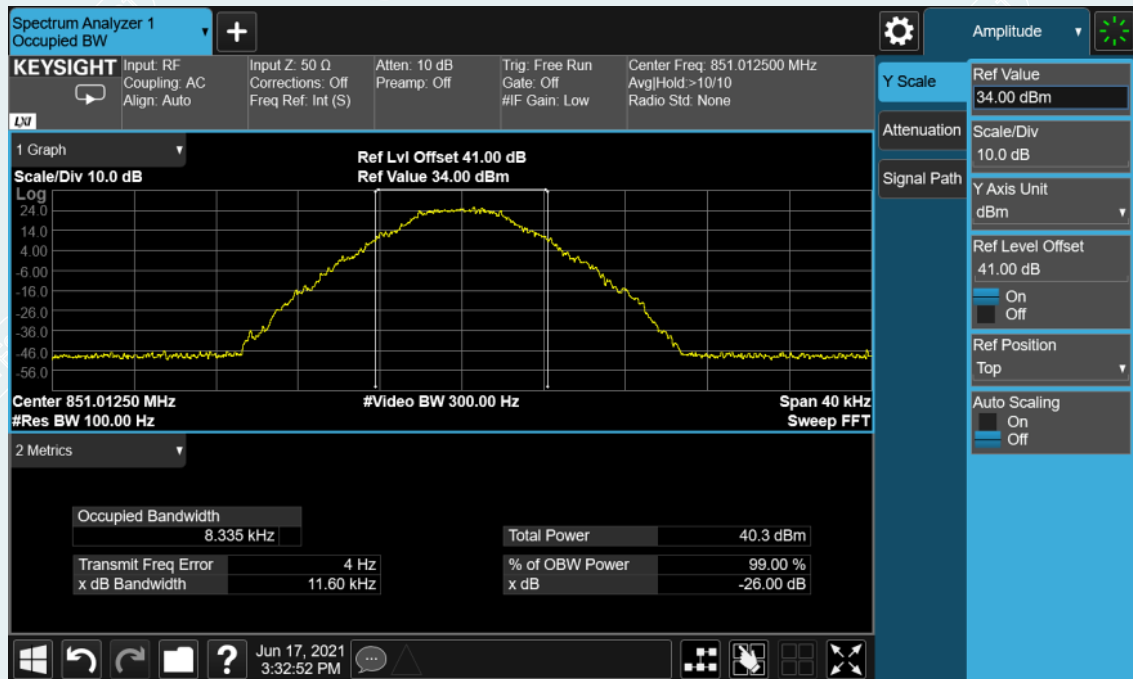 Spectrum Analyzer 1
Occupied BW
+
Amplitude
KEYSIGHT
LXI
Input: RF
Coupling: AC
Align: Auto
Input Z: 50 Ω
Corrections: Off
Freq Ref: Int (S)
Atten: 10 dB
Preamp: Off
Trig: Free Run
Gate: Off
#IF Gain: Low
Center Freq: 851.012500 MHz
Avg|Hold:>10/10
Radio Std: None
1 Graph
Scale/Div 10.0 dB
Ref Lvl Offset 41.00 dB
Ref Value 34.00 dBm
Log
24.0
14.0
4.00
-6.00
-16.0
-26.0
-36.0
-46.0
-56.0
Center 851.01250 MHz
#Video BW 300.00 Hz
Span 40 kHz
#Res BW 100.00 Hz
Sweep FFT
2 Metrics
Occupied Bandwidth
8.335 kHz
Total Power 40.3 dBm
Transmit Freq Error 4 Hz
% of OBW Power 99.00 %
x dB Bandwidth 11.60 kHz
x dB -26.00 dB
?
Jun 17, 2021
3:32:52 PM
Y Scale
Attenuation
Signal Path
Ref Value
34.00 dBm
Scale/Div
10.0 dB
Y Axis Unit
dBm
Ref Level Offset
41.00 dB
On
Off
Ref Position
Top
Auto Scaling
On
Off